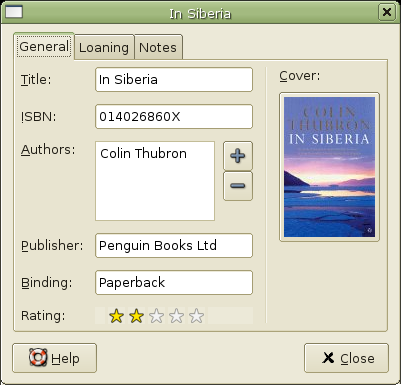 In Siberia
General Loaning Notes
Title: In Siberia
Cover:
ISBN: 014026860X
Authors: Colin Thubron
COLIN
THUBRON
IN SIBERIA
Publisher: Penguin Books Ltd
Binding: Paperback
Rating:
Help Close